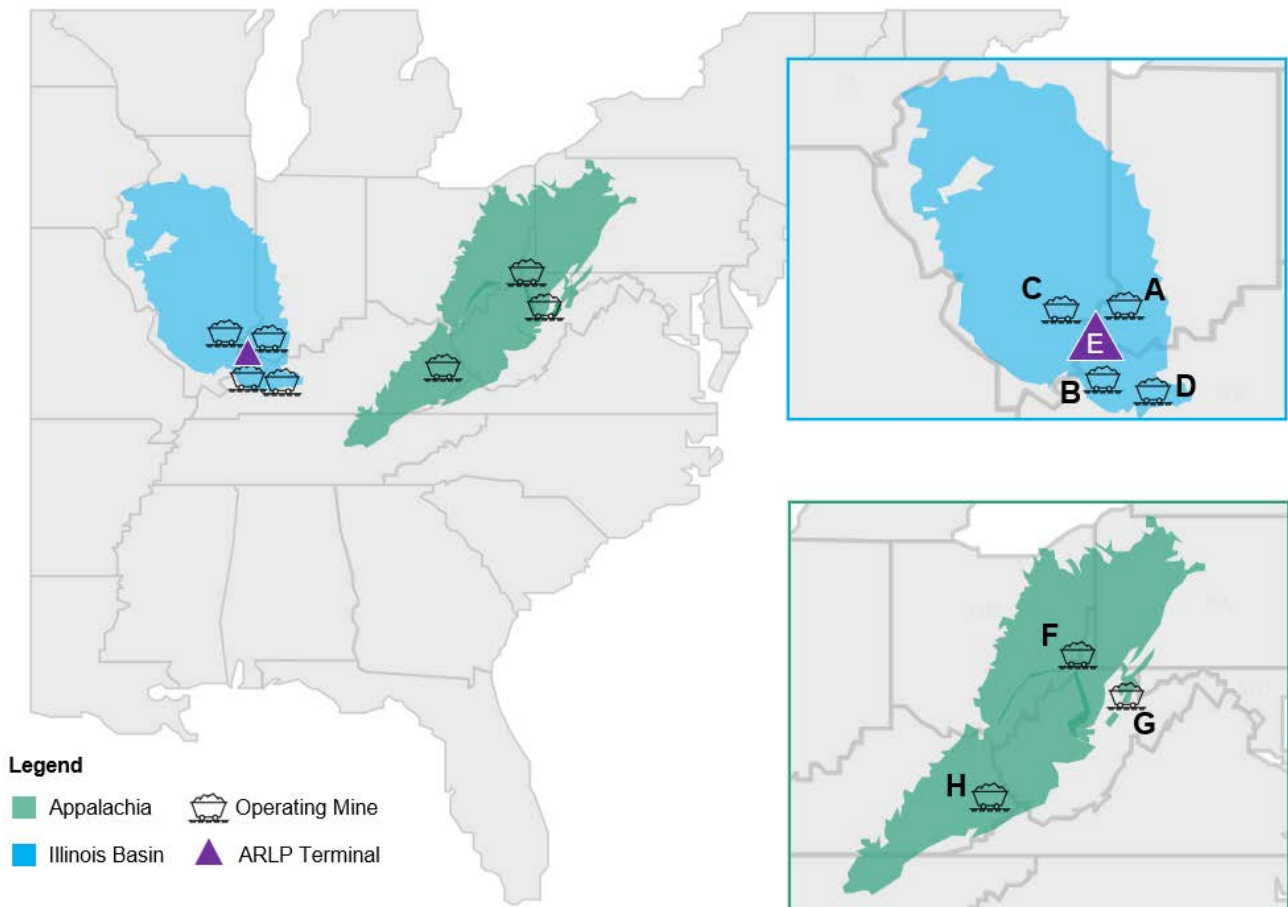 C
A
E
B
D
F
G
H
Legend
Appalachia
Operating Mine
Illinois Basin
ARLP Terminal